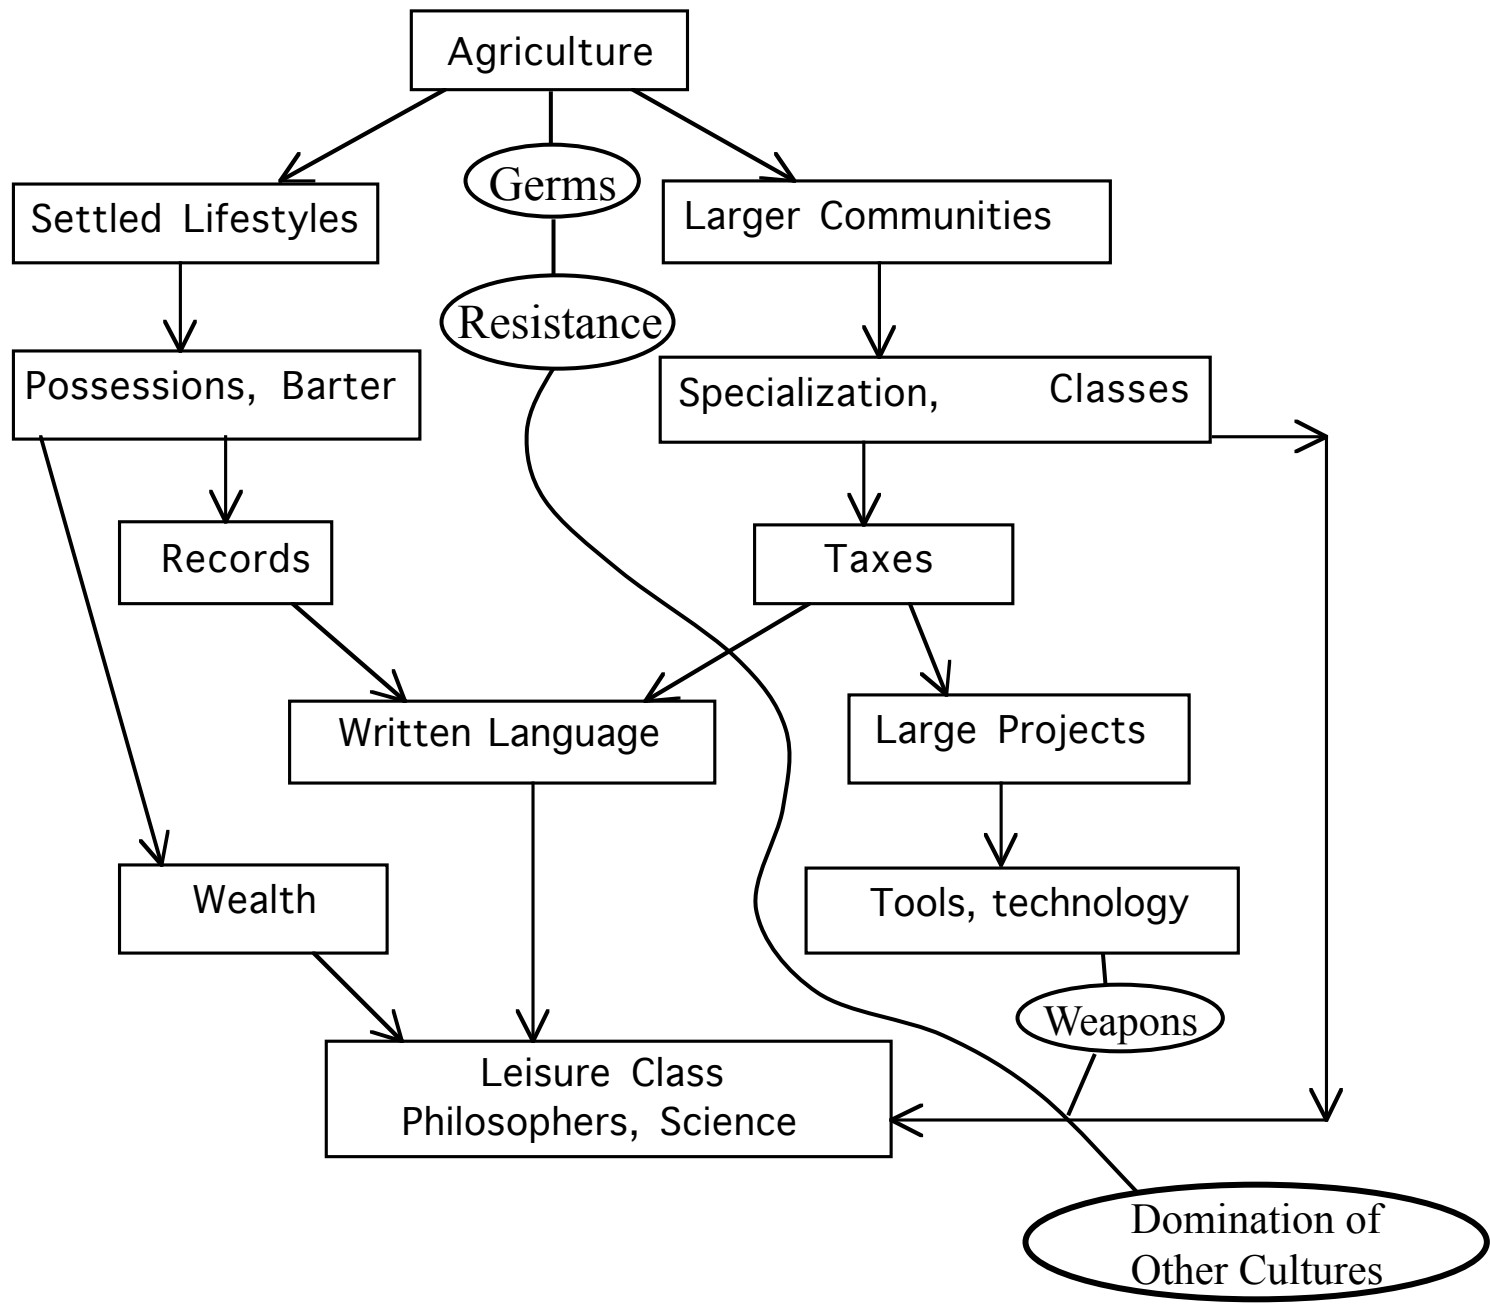 Agriculture
Germs
Settled Lifestyles
Larger Communities
Resistance
Possessions, Barter
Specialization, Classes
Records
Taxes
Written Language
Large Projects
Wealth
Tools, technology
Weapons
Leisure Class
Philosophers, Science
Domination of
Other Cultures